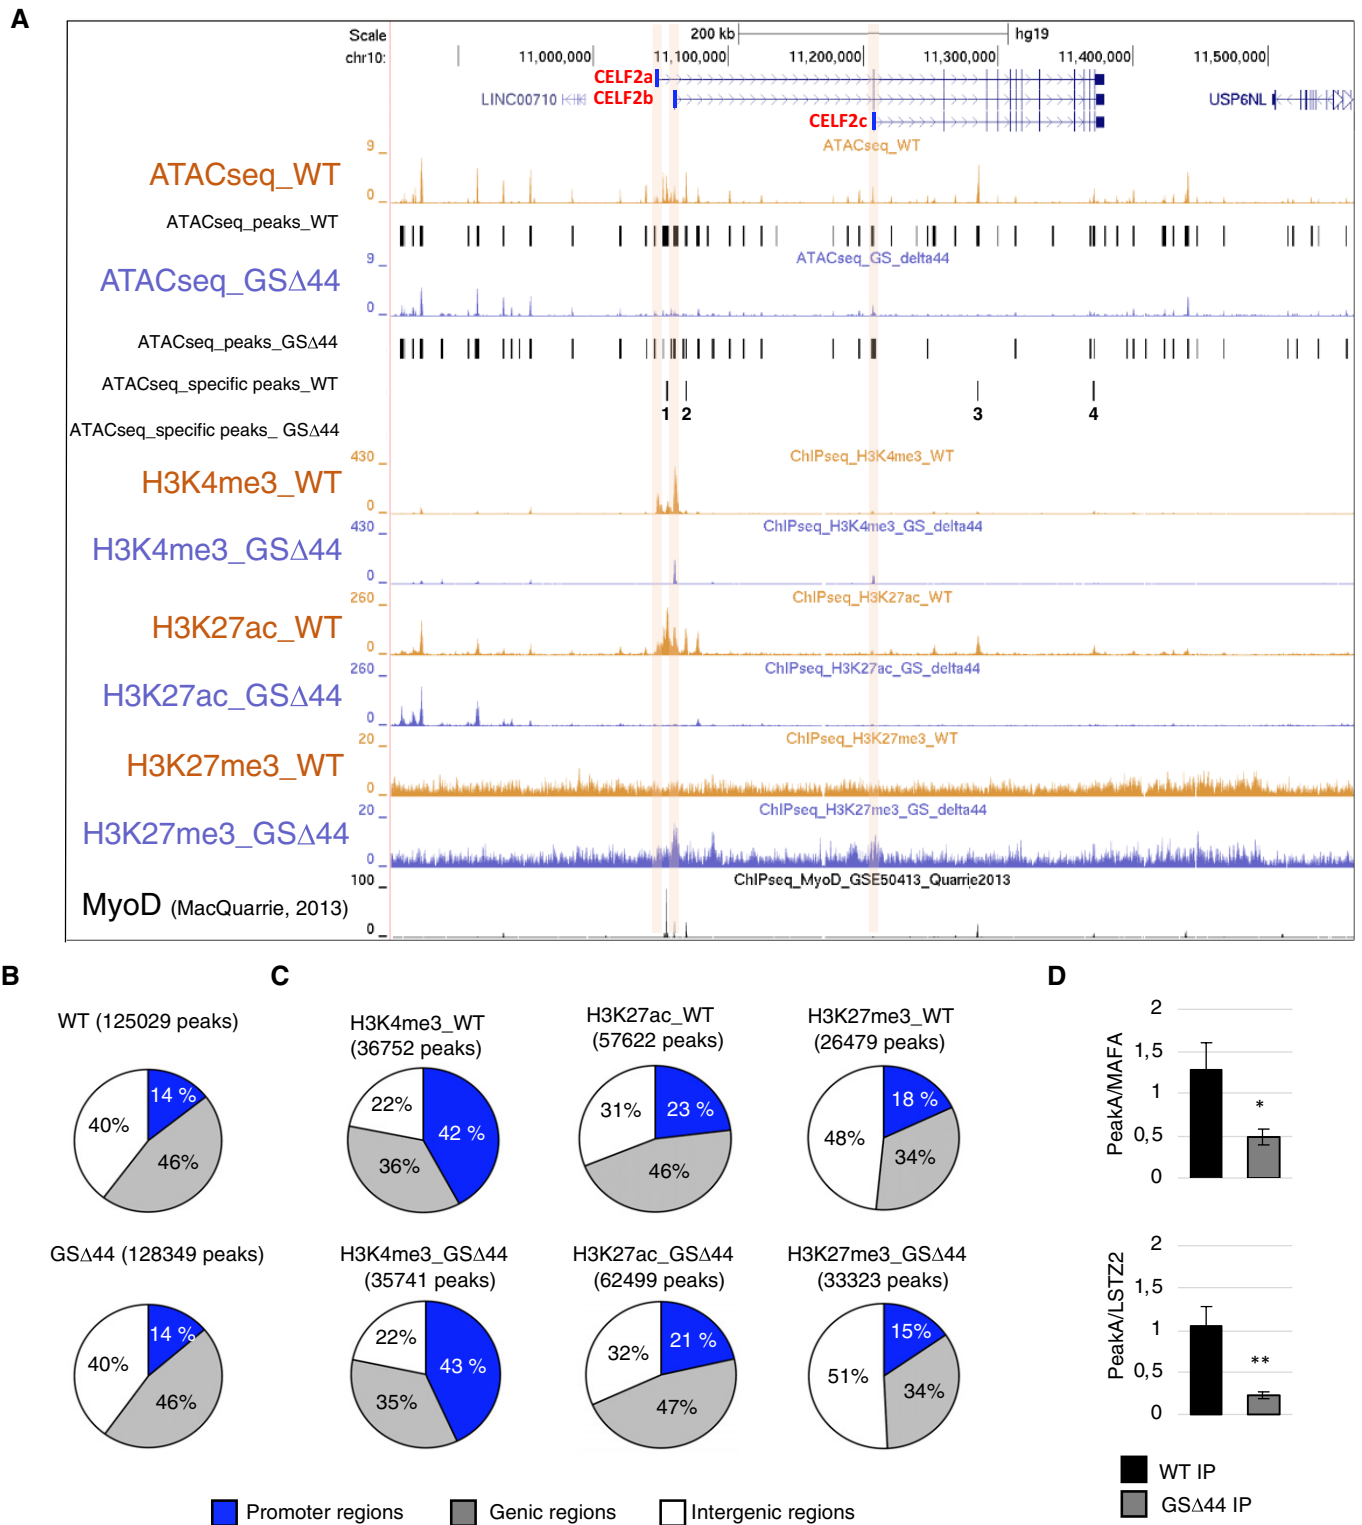 A
Scale
200 kb
hg19
chr10:
11,000,000
11,100,000
11,200,000
11,300,000
11,400,000
11,500,000
CELF2a
LINC00710
CELF2b
USP6NL
CELF2c
9
ATACseq_WT
ATACseq_WT
0
ATACseq_peaks_WT
9
ATACseq_GS_delta44
ATACseq_GSΔ44
0
ATACseq_peaks_GSΔ44
ATACseq_specific peaks_WT
1 2 3 4
ATACseq_specific peaks_ GSΔ44
430
ChIPseq_H3K4me3_WT
H3K4me3_WT
0
430
ChIPseq_H3K4me3_GS_delta44
H3K4me3_GSΔ44
0
260
ChIPseq_H3K27ac_WT
H3K27ac_WT
0
260
ChIPseq_H3K27ac_GS_delta44
H3K27ac_GSΔ44
0
20
ChIPseq_H3K27me3_WT
H3K27me3_WT
0
20
ChIPseq_H3K27me3_GS_delta44
H3K27me3_GSΔ44
0
100
ChIPseq_MyoD_GSE50413_Quarrie2013
MyoD (MacQuarrie, 2013)
0
B
WT (125029 peaks)
14 %
40%
46%
GSΔ44 (128349 peaks)
14 %
40%
46%
C
H3K4me3_WT
(36752 peaks)
22%
42 %
36%
H3K27ac_WT
(57622 peaks)
31%
23 %
46%
H3K27me3_WT
(26479 peaks)
18 %
48%
34%
H3K4me3_GSΔ44
(35741 peaks)
22%
43 %
35%
H3K27ac_GSΔ44
(62499 peaks)
32%
21 %
47%
H3K27me3_GSΔ44
(33323 peaks)
15%
51%
34%
Promoter regions
Genic regions
Intergenic regions
D
PeakA/MAFA
2
1,5
1
0,5
0
*
PeakA/LSTZ2
2
1,5
1
0,5
0
**
WT IP
GSΔ44 IP